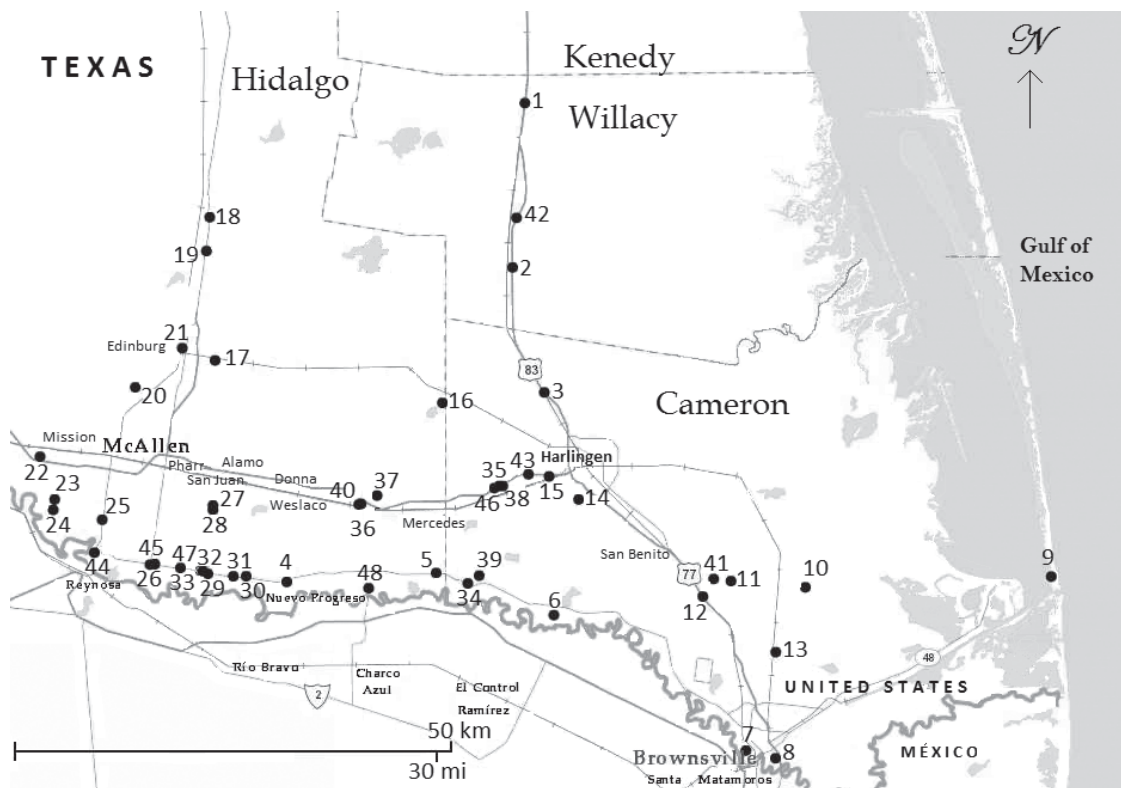 TEXAS
Hidalgo
Kenedy
Willacy
N
1
18
42
19
2
Gulf of
Mexico
21
Edinburg
17
83
3
20
16
Cameron
Mission
McAllen
22
Pharr
Alamo
San Juan
Donna
Weslaco
Harlingen
43
35
37
15
23
24
25
27
28
40
36
46
38
14
Mercedes
San Benito
44
45
26
47
33
32
29
31
30
4
48
5
39
34
6
41
11
77
12
10
9
Reynosa
Nuevo Progreso
13
48
Río Bravo
Charco
Azul
2
El Control
Ramírez
UNITED STATES
50 km
30 mi
7
8
Brownsville
MÉXICO
Santa
Matamoros